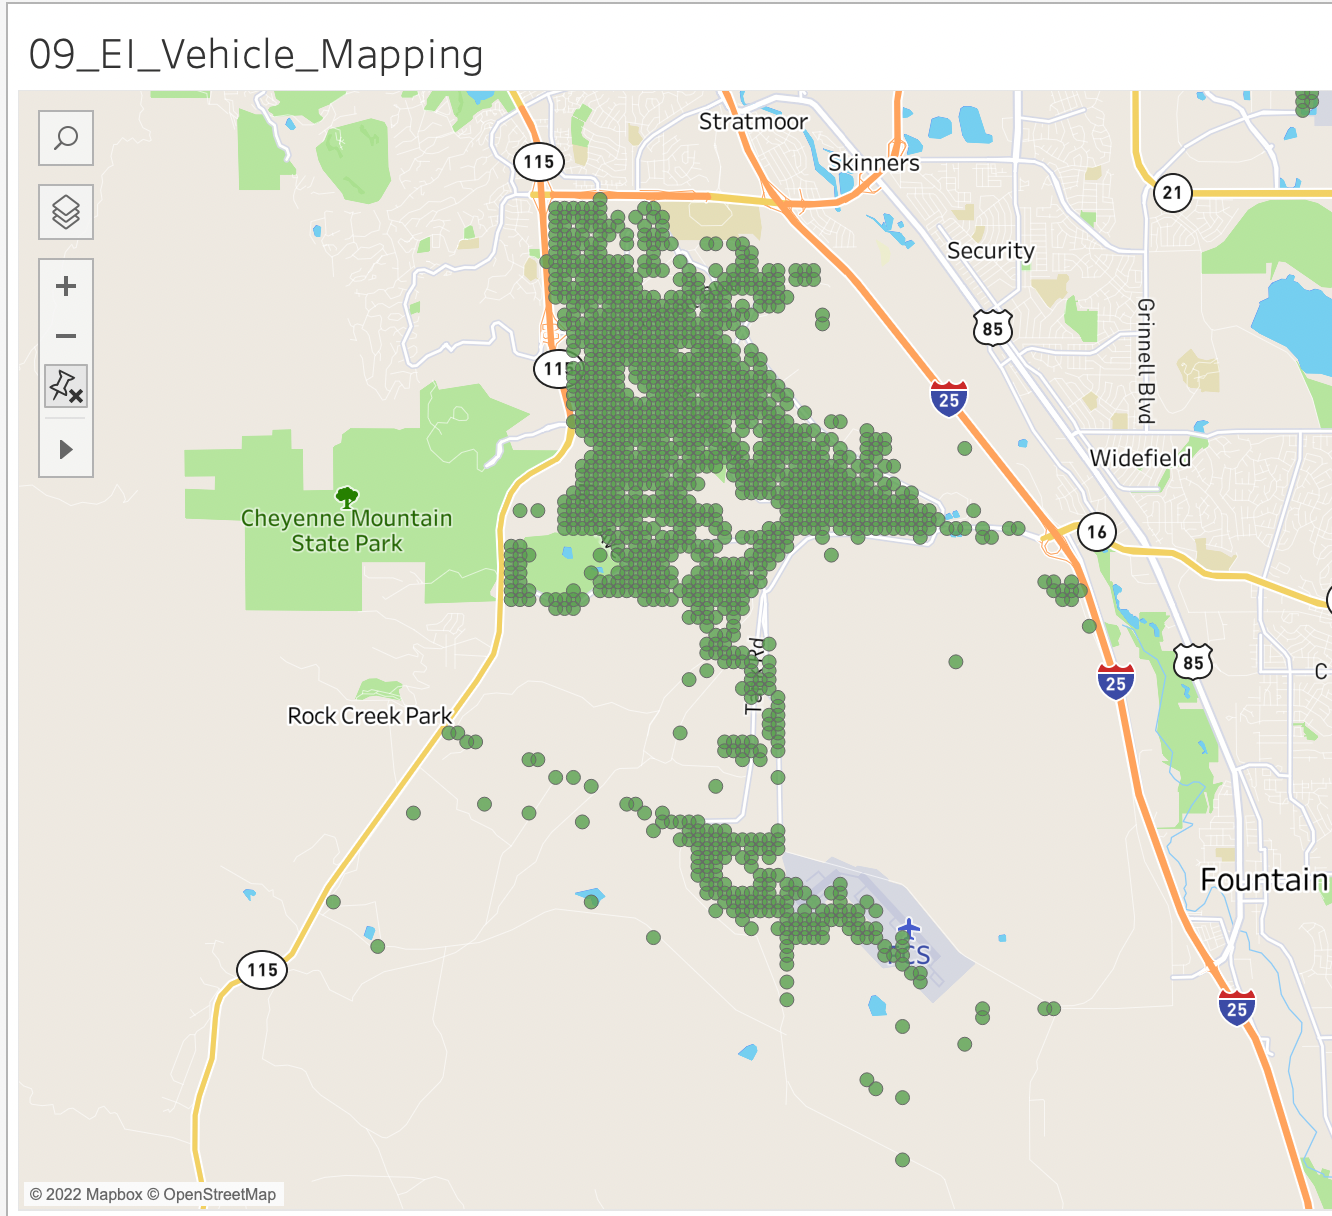 09_EI_Vehicle_Mapping
Stratmoor
115
Skinners
21
Security
85
Grinnell Blvd
115
25
Widefield
Cheyenne Mountain
State Park
16
85
25
C
Rock Creek Park
Fountain
115
25
© 2022 Mapbox © OpenStreetMap